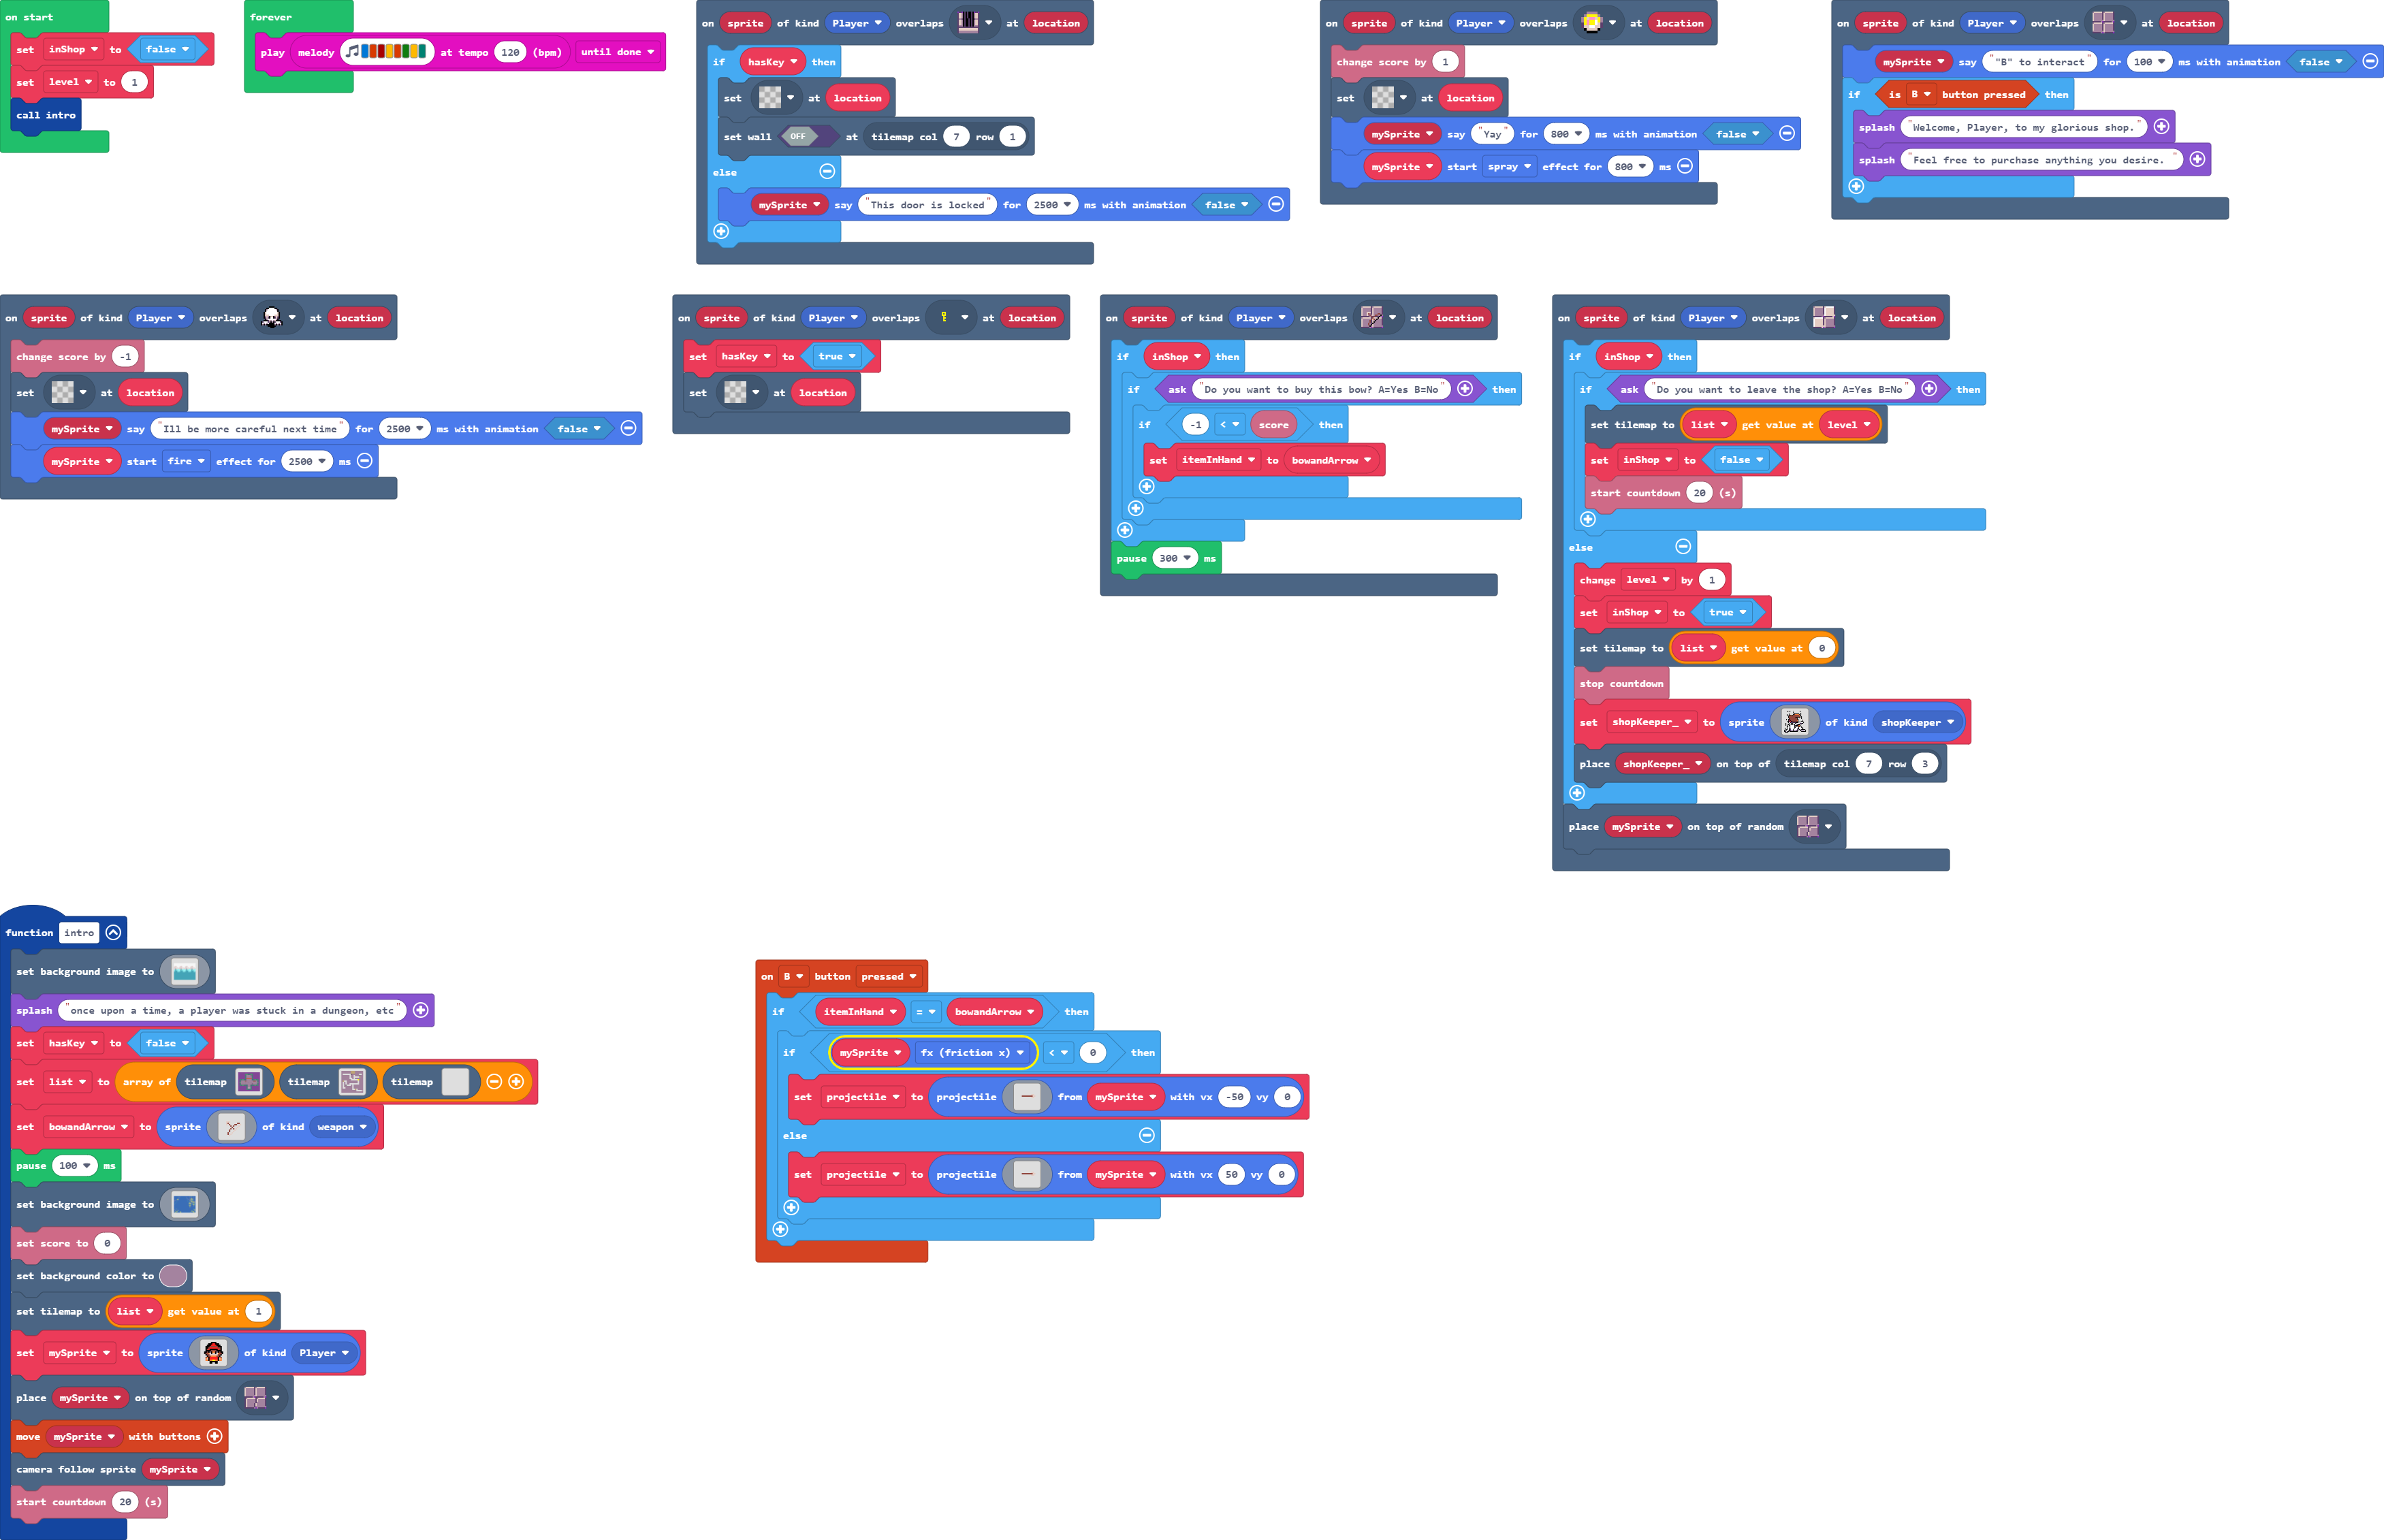 on start
set inShop to false
set level to 1
call intro
forever
play melody at tempo 120 (bpm) until done
on sprite of kind Player overlaps at location
if hasKey then
set at location
set wall OFF at tilemap col 7 row 1
else
mySprite say "This door is locked" for 2500 ms with animation false
on sprite of kind Player overlaps at location
change score by 1
set at location
mySprite say "Yay" for 800 ms with animation false
mySprite start spray effect for 800 ms
on sprite of kind Player overlaps at location
mySprite say ""B" to interact" for 100 ms with animation false
if is B button pressed then
splash "Welcome, Player, to my glorious shop."
splash "Feel free to purchase anything you desire. "
on sprite of kind Player overlaps at location
change score by -1
set at location
mySprite say "Ill be more careful next time" for 2500 ms with animation false
mySprite start fire effect for 2500 ms
on sprite of kind Player overlaps at location
set hasKey to true
set at location
on sprite of kind Player overlaps at location
if inShop then
if ask "Do you want to buy this bow? A=Yes B=No" then
if -1 < score then
set itemInHand to bowandArrow
pause 300 ms
on sprite of kind Player overlaps at location
if inShop then
if ask "Do you want to leave the shop? A=Yes B=No" then
set tilemap to list get value at level
set inShop to false
start countdown 20 (s)
else
change level by 1
set inShop to true
set tilemap to list get value at 0
stop countdown
set shopKeeper_ to sprite of kind shopKeeper
place shopKeeper_ on top of tilemap col 7 row 3
place mySprite on top of random
function intro
set background image to
splash "once upon a time, a player was stuck in a dungeon, etc "
set hasKey to false
set list to array of tilemap tilemap tilemap
set bowandArrow to sprite of kind weapon
pause 100 ms
set background image to
set score to 0
set background color to
set tilemap to list get value at 1
set mySprite to sprite of kind Player
place mySprite on top of random
move mySprite with buttons
camera follow sprite mySprite
start countdown 20 (s)
on B button pressed
if itemInHand = bowandArrow then
if mySprite fx (friction x) < 0 then
set projectile to projectile from mySprite with vx -50 vy 0
else
set projectile to projectile from mySprite with vx 50 vy 0